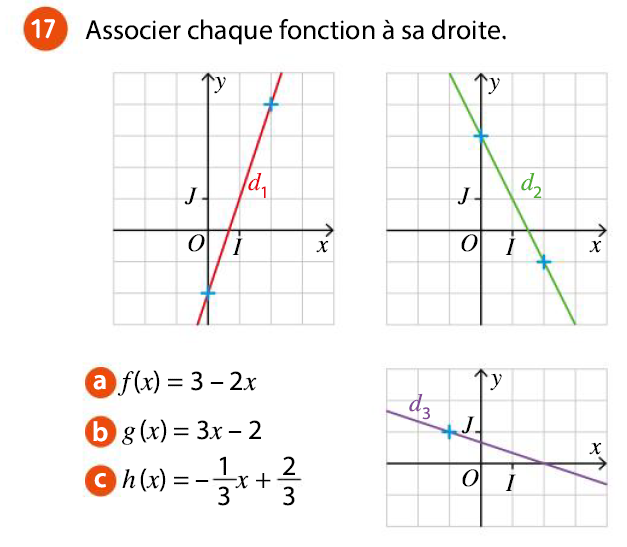 17 Associer chaque fonction à sa droite.
y
d₁
J
O I x
y
d₂
J
O I x
a f(x) = 3 – 2x
b g(x) = 3x – 2
c h(x) = –1/3x + 2/3
y
d₃
J
x
O I